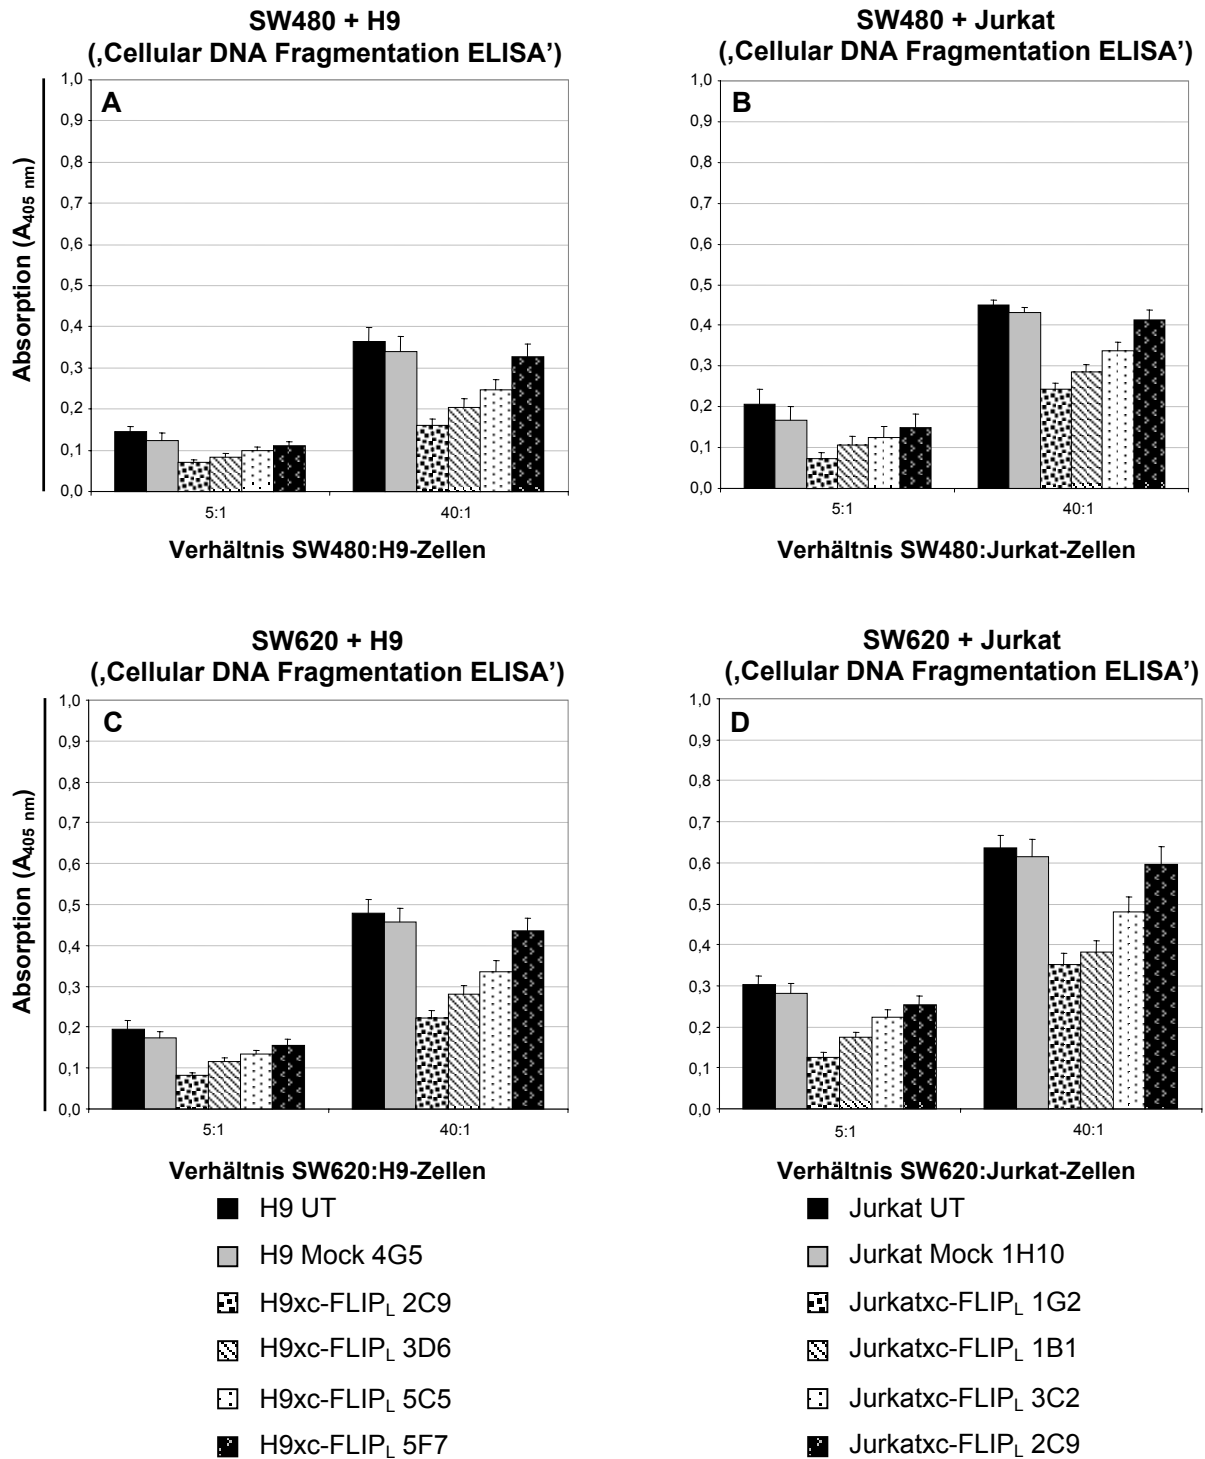 SW480 + H9
(‚Cellular DNA Fragmentation ELISA’)
A
Absorption (A405 nm)
1,0
0,9
0,8
0,7
0,6
0,5
0,4
0,3
0,2
0,1
0,0
5:1
40:1
Verhältnis SW480:H9-Zellen
SW480 + Jurkat
(‚Cellular DNA Fragmentation ELISA’)
B
1,0
0,9
0,8
0,7
0,6
0,5
0,4
0,3
0,2
0,1
0,0
5:1
40:1
Verhältnis SW480:Jurkat-Zellen
SW620 + H9
(‚Cellular DNA Fragmentation ELISA’)
C
Absorption (A405 nm)
1,0
0,9
0,8
0,7
0,6
0,5
0,4
0,3
0,2
0,1
0,0
5:1
40:1
Verhältnis SW620:H9-Zellen
SW620 + Jurkat
(‚Cellular DNA Fragmentation ELISA’)
D
1,0
0,9
0,8
0,7
0,6
0,5
0,4
0,3
0,2
0,1
0,0
5:1
40:1
Verhältnis SW620:Jurkat-Zellen
H9 UT
H9 Mock 4G5
H9xc-FLIPL 2C9
H9xc-FLIPL 3D6
H9xc-FLIPL 5C5
H9xc-FLIPL 5F7
Jurkat UT
Jurkat Mock 1H10
Jurkatxc-FLIPL 1G2
Jurkatxc-FLIPL 1B1
Jurkatxc-FLIPL 3C2
Jurkatxc-FLIPL 2C9